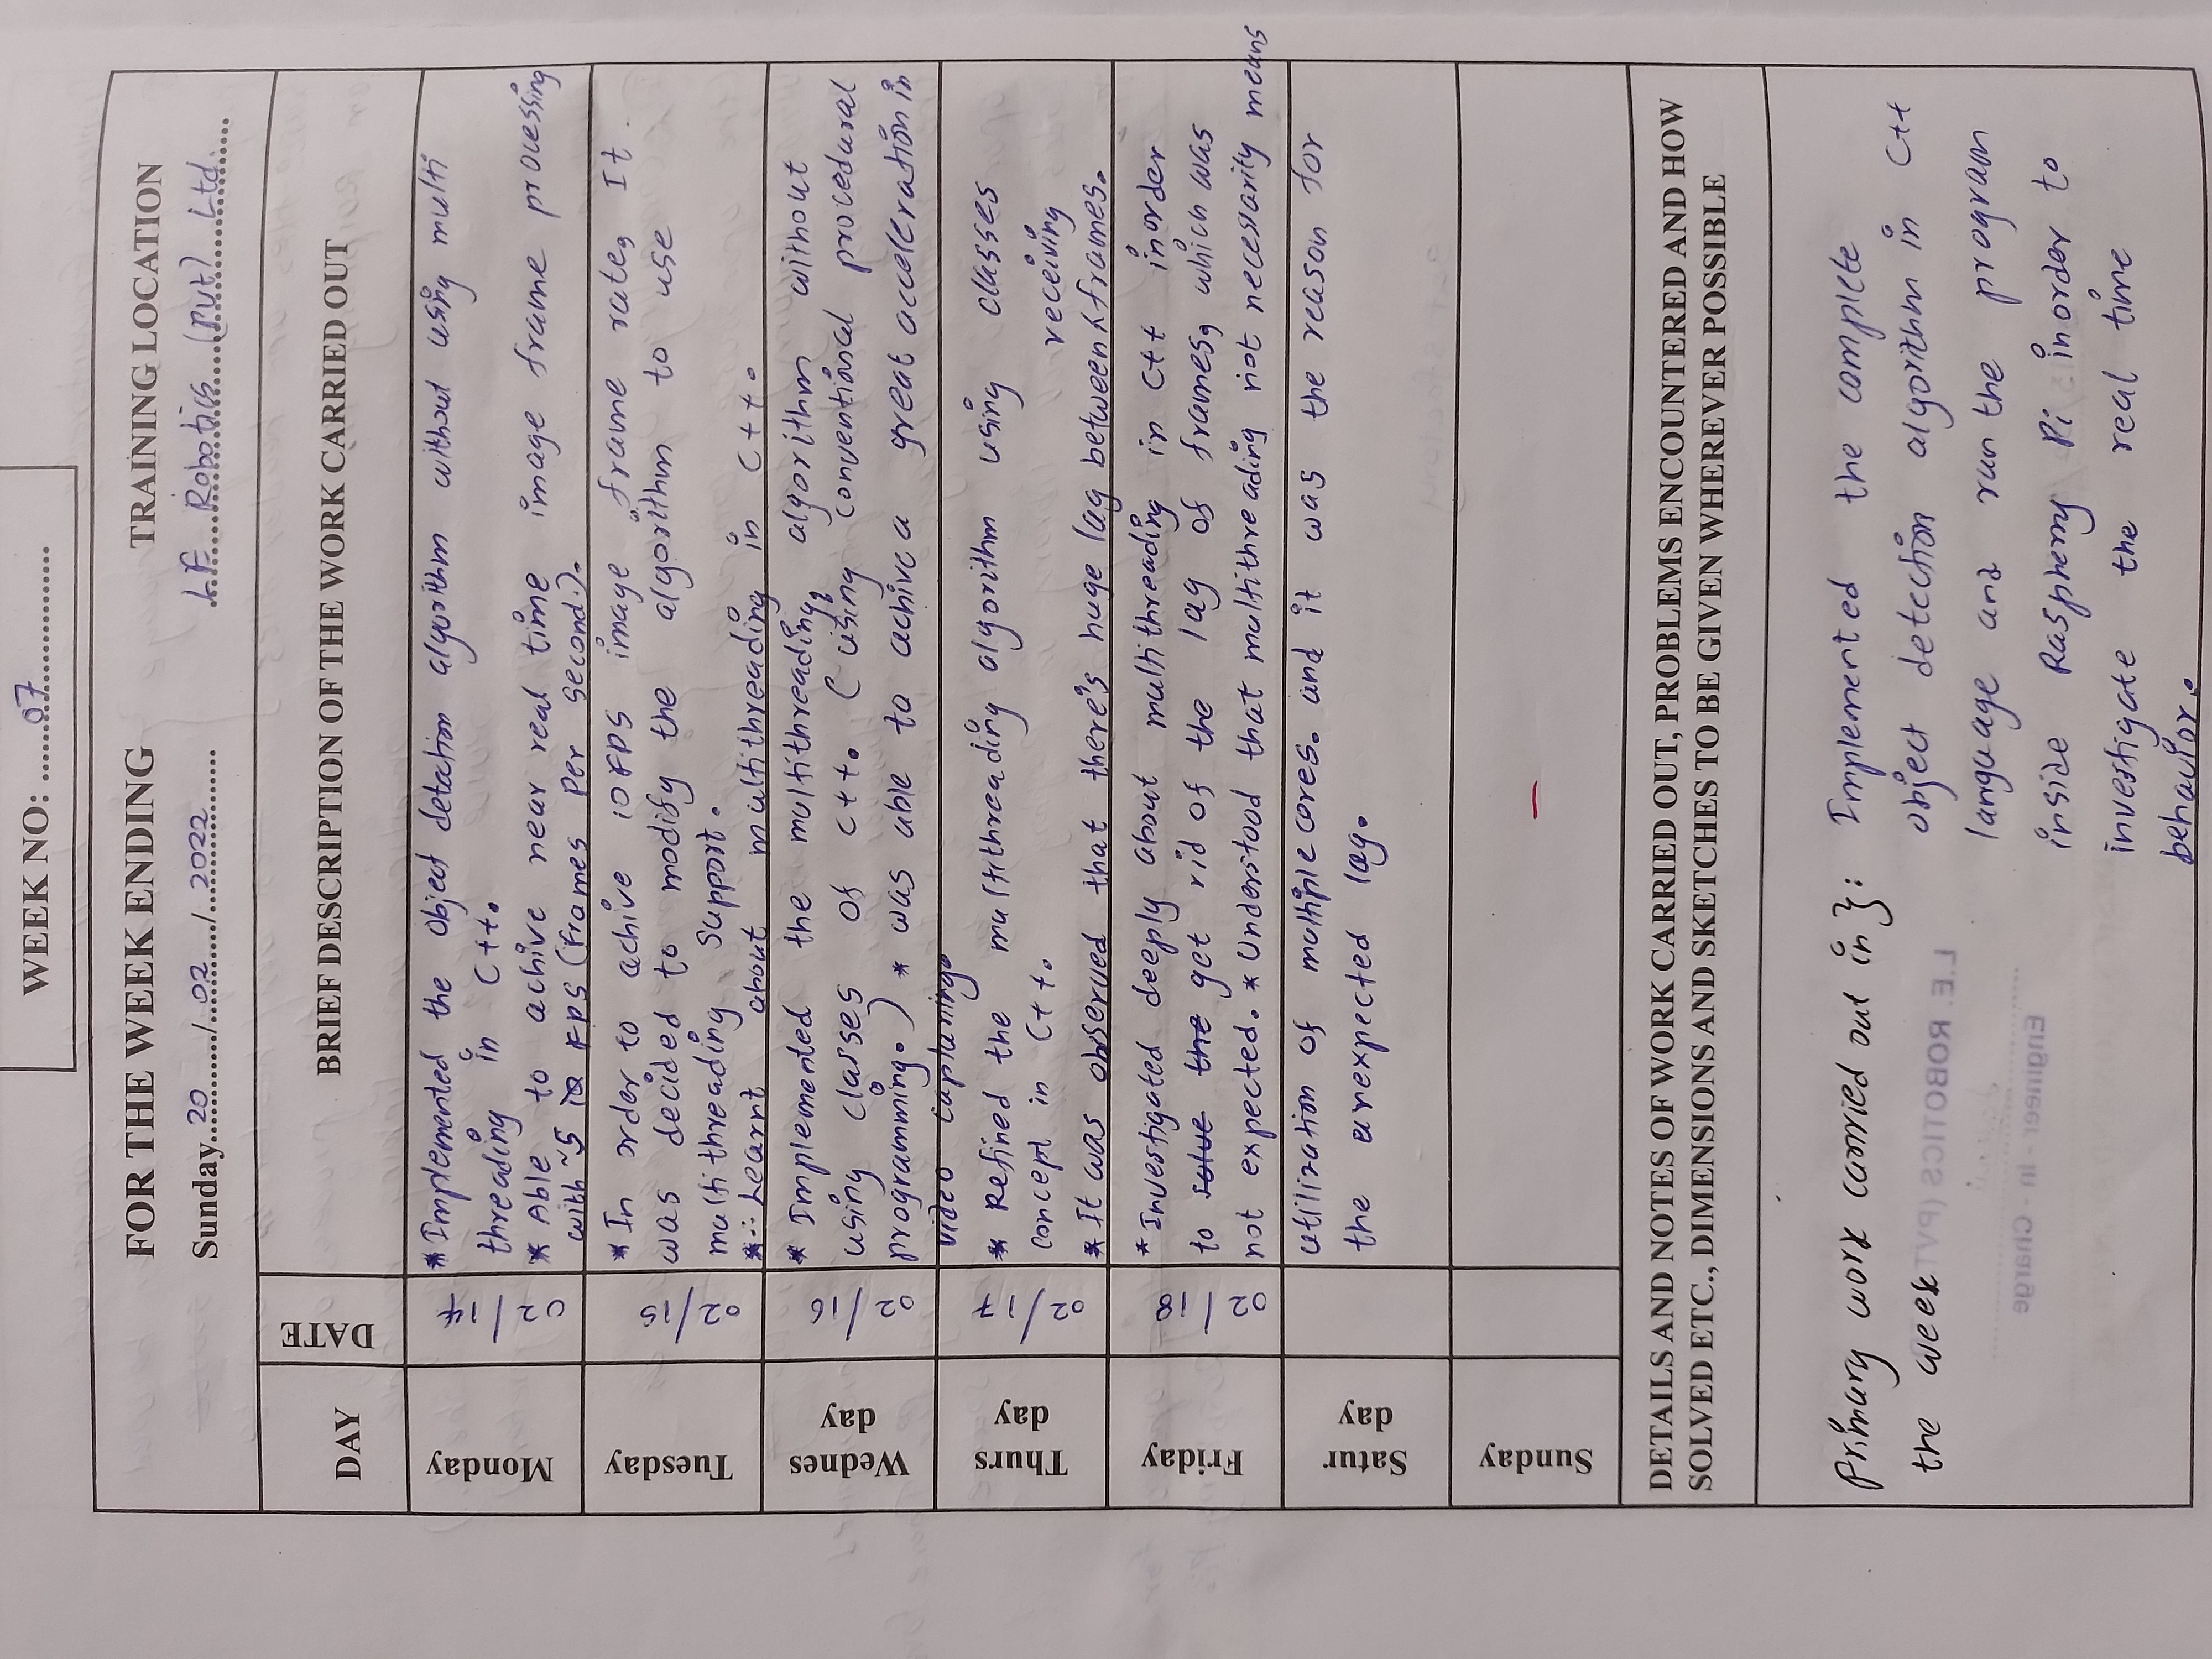 WEEK NO: ........07........................
FOR THE WEEK ENDING
TRAINING LOCATION
Sunday..20......../..02......./...2022..........
LE Robotics (Pvt) Ltd.
DAY
DATE
BRIEF DESCRIPTION OF THE WORK CARRIED OUT
Monday
02/14
* Implemented the object detection algorithm without using multi
threading in C++.
* Able to achive near real time image frame processing
with ~5 FPS (frames per second.).
Tuesday
02/15
* In order to achive 10 FPS image frame rate, It
was decided to modify the algorithm to use
multithreading support.
* ∴ Learnt about multithreading in C++.
Wednes
day
02/16
* Implemented the multithreading, algorithm without
using classes of C++. (using conventional procedural
programming.) * was able to achive a great acceleration in
video capturing.
Thurs
day
02/17
* Refined the multithreading algorithm using classes
concept in C++.
receiving
* It was observed that there's huge lag between ⁁ frames.
Friday
02/18
* Investigated deeply about multithreading in C++ inorder
to solve the get rid of the lag of frames, which was
not expected. * Understood that multithreading not necessarily means
Satur
day
utilization of multiple cores. and it was the reason for
the unexpected lag.
Sunday
–
DETAILS AND NOTES OF WORK CARRIED OUT, PROBLEMS ENCOUNTERED AND HOW
SOLVED ETC., DIMENSIONS AND SKETCHES TO BE GIVEN WHEREVER POSSIBLE
Primary work carried out in }:
the week
Implemented the complete
object detection algorithm in C++
language and run the program
inside Raspherry Pi inorder to
investigate the real time
behavior.
L.E. ROBOTICS (PVT)
Engineer - In - Charge